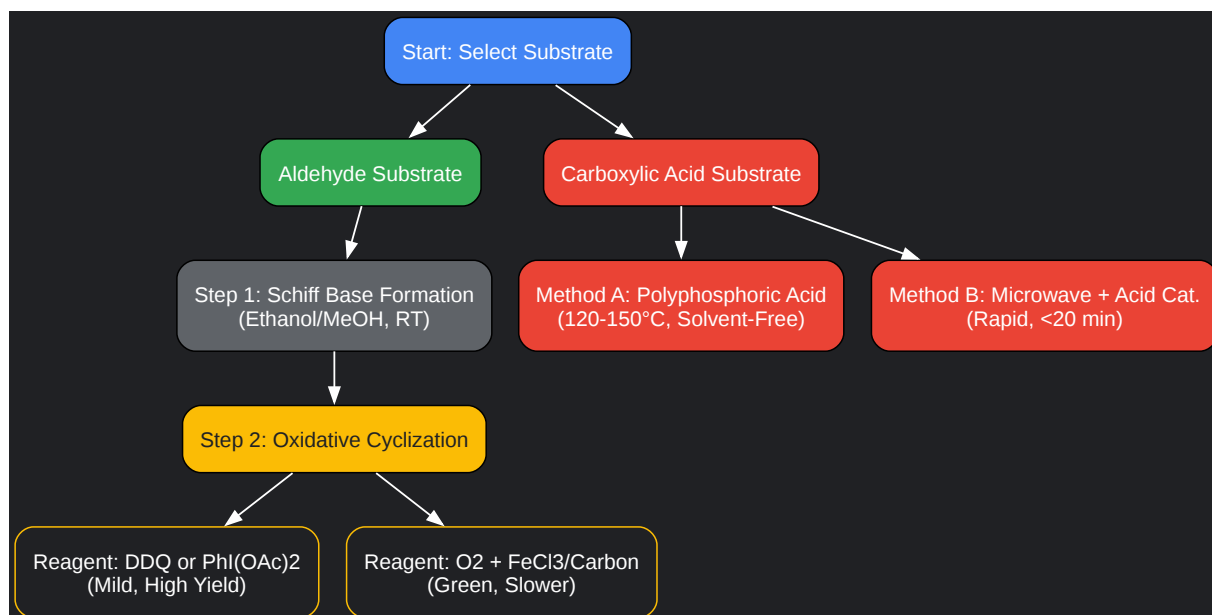 Start: Select Substrate
Aldehyde Substrate
Carboxylic Acid Substrate
Step 1: Schiff Base Formation
(Ethanol/MeOH, RT)
Method A: Polyphosphoric Acid
(120-150°C, Solvent-Free)
Method B: Microwave + Acid Cat.
(Rapid, <20 min)
Step 2: Oxidative Cyclization
Reagent: DDQ or PhI(OAc)2
(Mild, High Yield)
Reagent: O2 + FeCl3/Carbon
(Green, Slower)